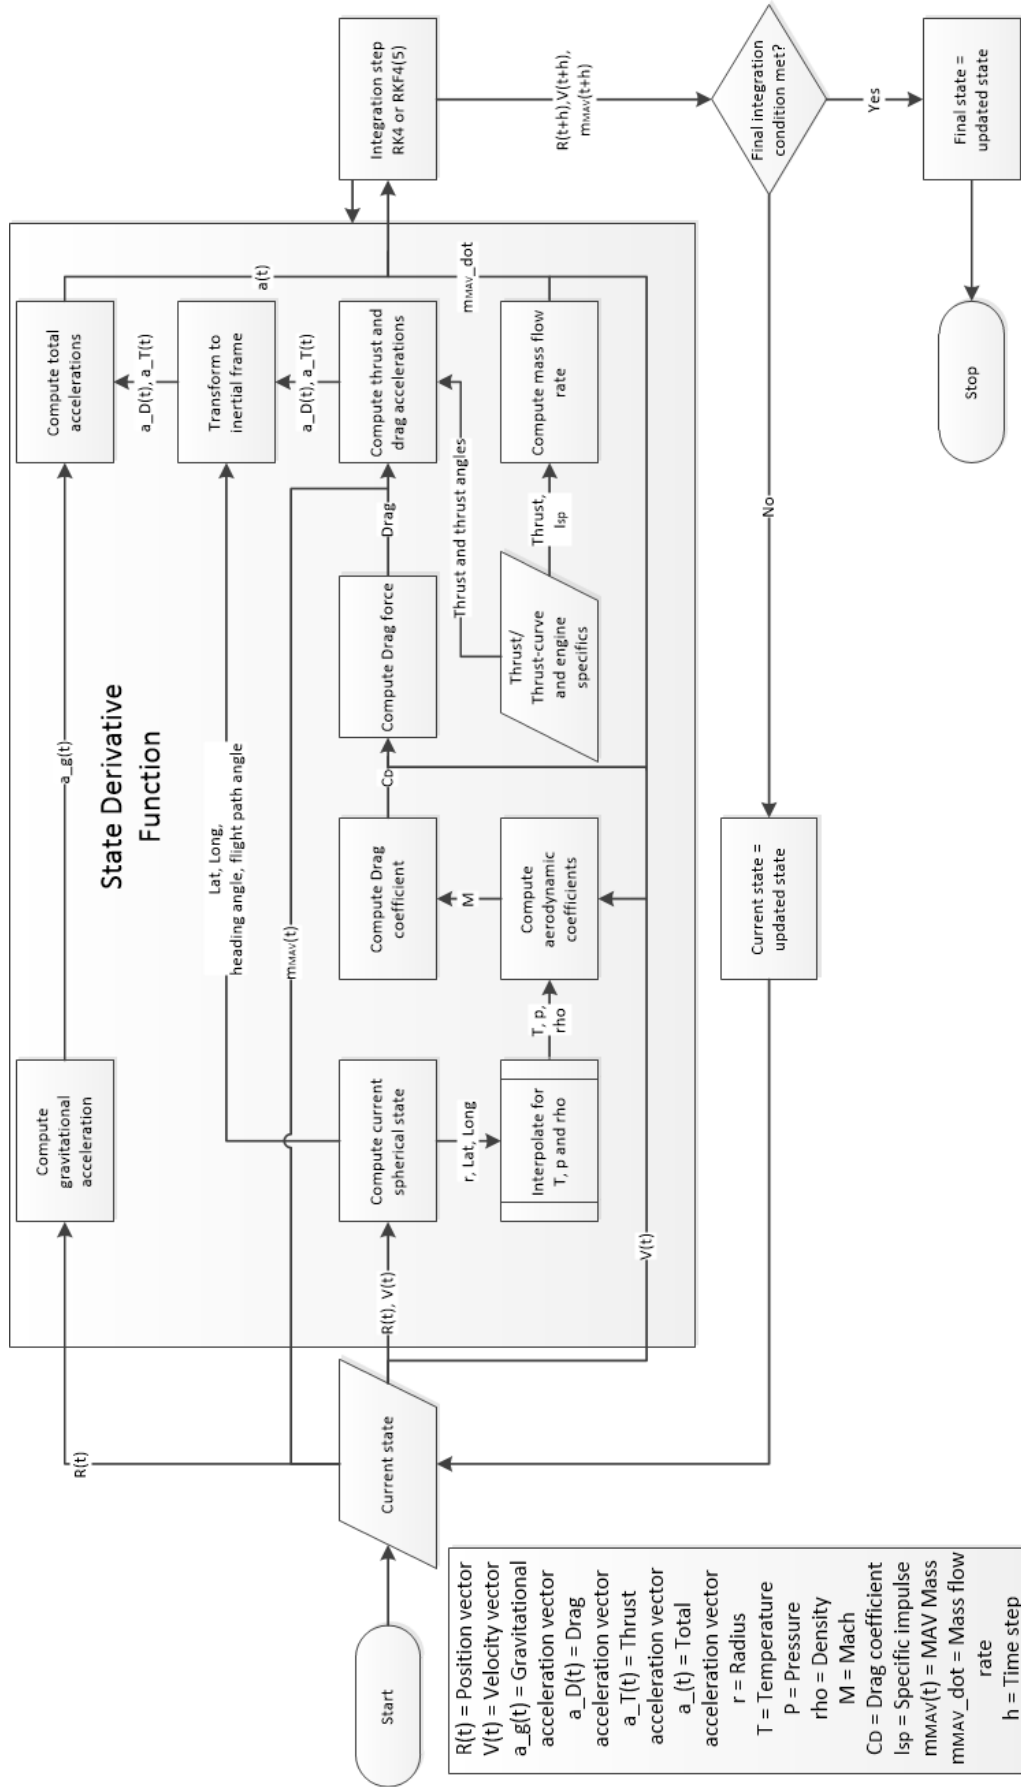 Start
Current state
R(t)
R(t), V(t)
V(t)
mMAV(t)
State Derivative
Function
Compute
gravitational
acceleration
a_g(t)
Compute total
accelerations
a(t)
Lat, Long,
heading angle, flight path angle
Transform to
inertial frame
a_D(t), a_T(t)
a_D(t), a_T(t)
Compute current
spherical state
r, Lat, Long
Interpolate for
T, p and rho
T, p,
rho
Compute
aerodynamic
coefficients
M
Compute Drag
coefficient
CD
Compute Drag force
Drag
Compute thrust and
drag accelerations
Thrust and thrust angles
Thrust/
Thrust-curve
and engine
specifics
Thrust,
Isp
Compute mass flow
rate
mMAV_dot
Integration step
RK4 or RKF4(5)
R(t+h),V(t+h),
mMAV(t+h)
Final integration
condition met?
No
Current state =
updated state
Yes
Final state =
updated state
Stop
R(t) = Position vector
V(t) = Velocity vector
a_g(t) = Gravitational
acceleration vector
a_D(t) = Drag
acceleration vector
a_T(t) = Thrust
acceleration vector
a_(t) = Total
acceleration vector
r = Radius
T = Temperature
P = Pressure
rho = Density
M = Mach
CD = Drag coefficient
Isp = Specific impulse
mMAV(t) = MAV Mass
mMAV_dot = Mass flow
rate
h = Time step